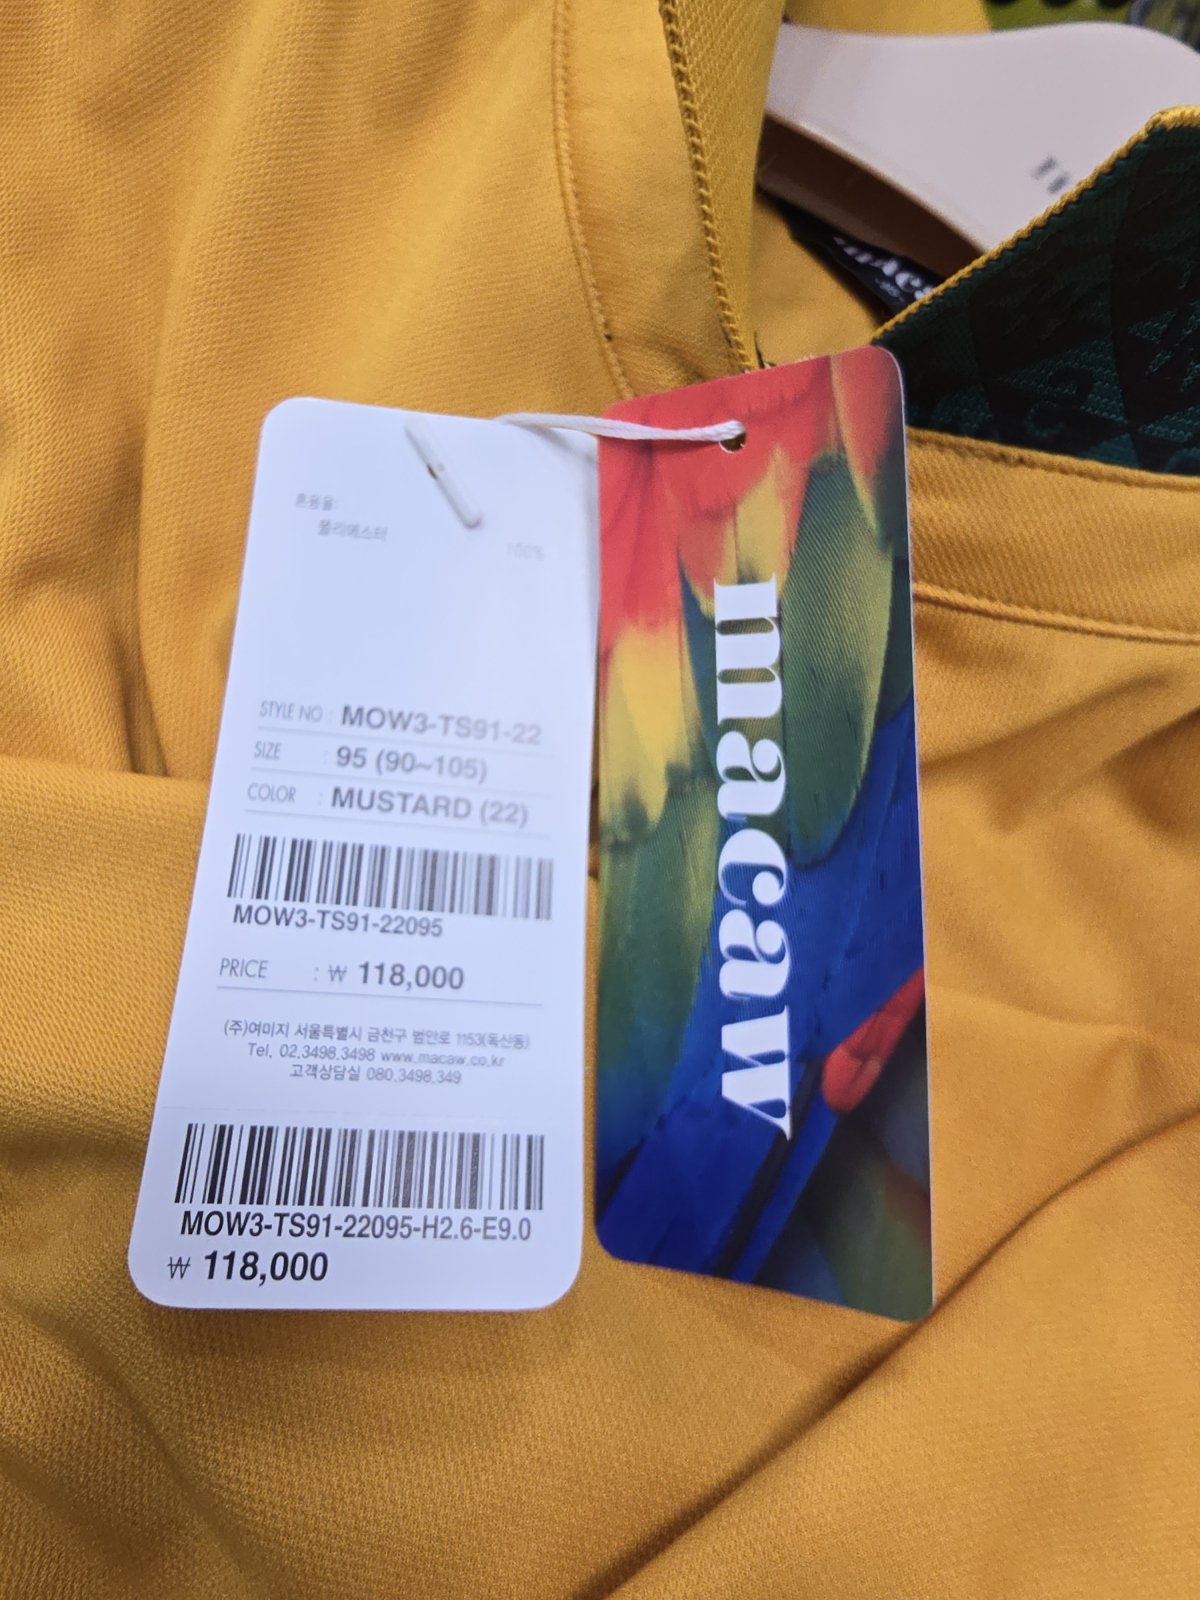 혼용율:
폴리에스터 100%
STYLE NO : MOW3-TS91-22
SIZE : 95 (90~105)
COLOR : MUSTARD (22)
MOW3-TS91-22095
PRICE : ₩ 118,000
(주)여미지 서울특별시 금천구 범안로 1153(독산동)
Tel. 02.3498.3498 www.macaw.co.kr
고객상담실 080.3498.349
MOW3-TS91-22095-H2.6-E9.0
₩ 118,000
macaw